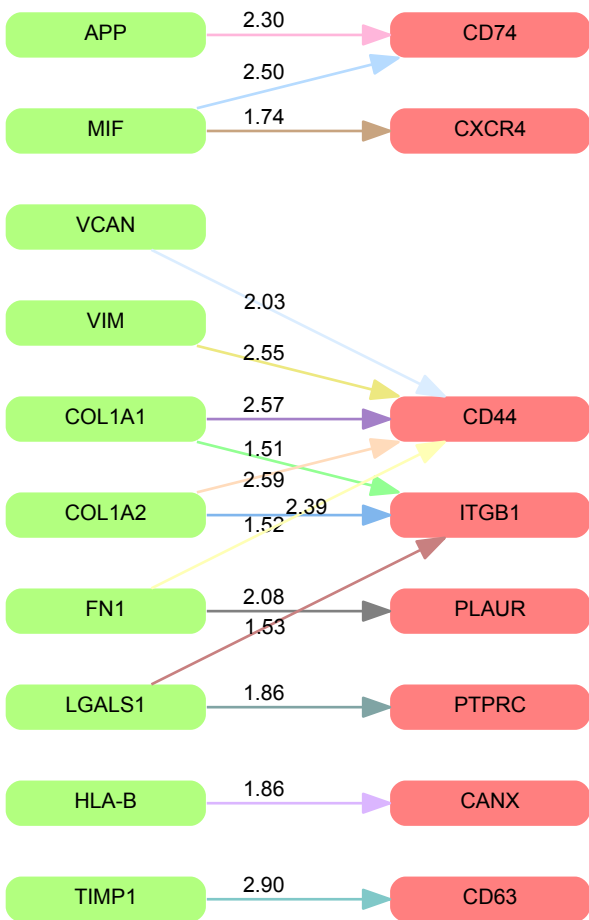 APP 2.30 CD74
2.50
MIF 1.74 CXCR4
VCAN
2.03
VIM
2.55
COL1A1 2.57 CD44
1.51
2.59
COL1A2 2.39 ITGB1
1.52
FN1 2.08 PLAUR
1.53
LGALS1 1.86 PTPRC
HLA-B 1.86 CANX
TIMP1 2.90 CD63